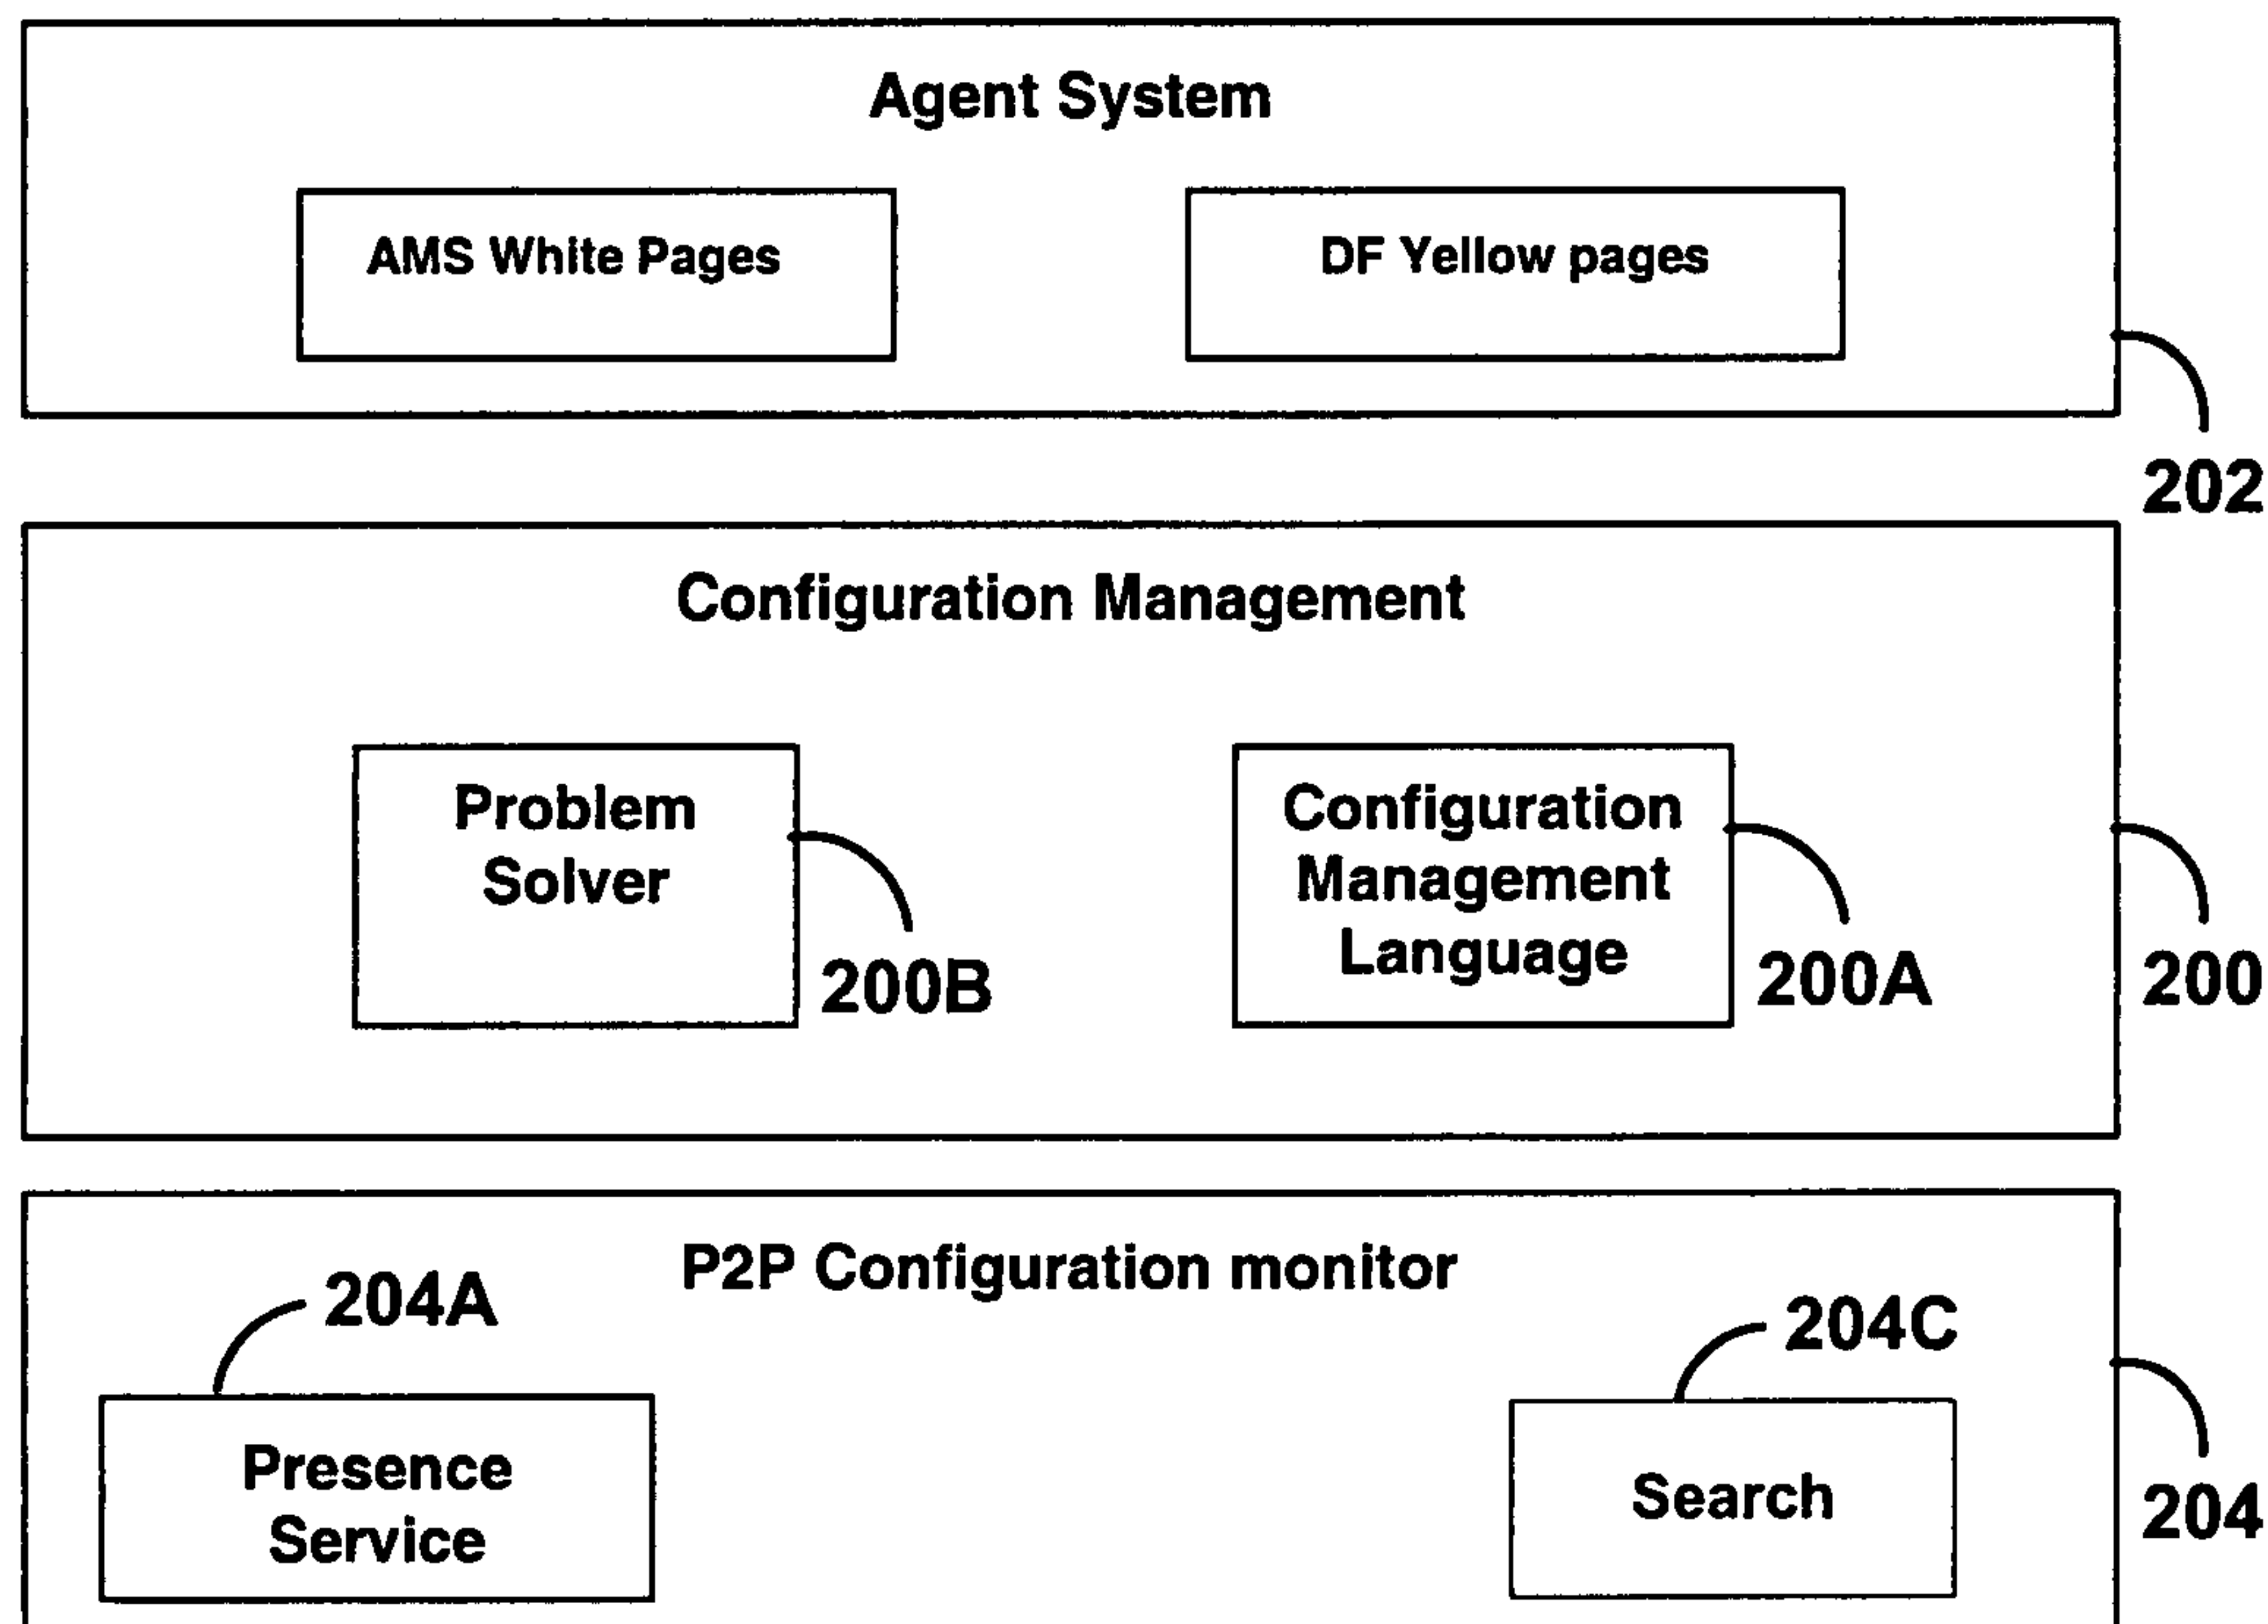 Agent System
AMS White Pages
DF Yellow pages
202
Configuration Management
Problem
Solver
200B
Configuration
Management
Language
200A
200
P2P Configuration monitor
204A
204C
Presence
Service
Search
204